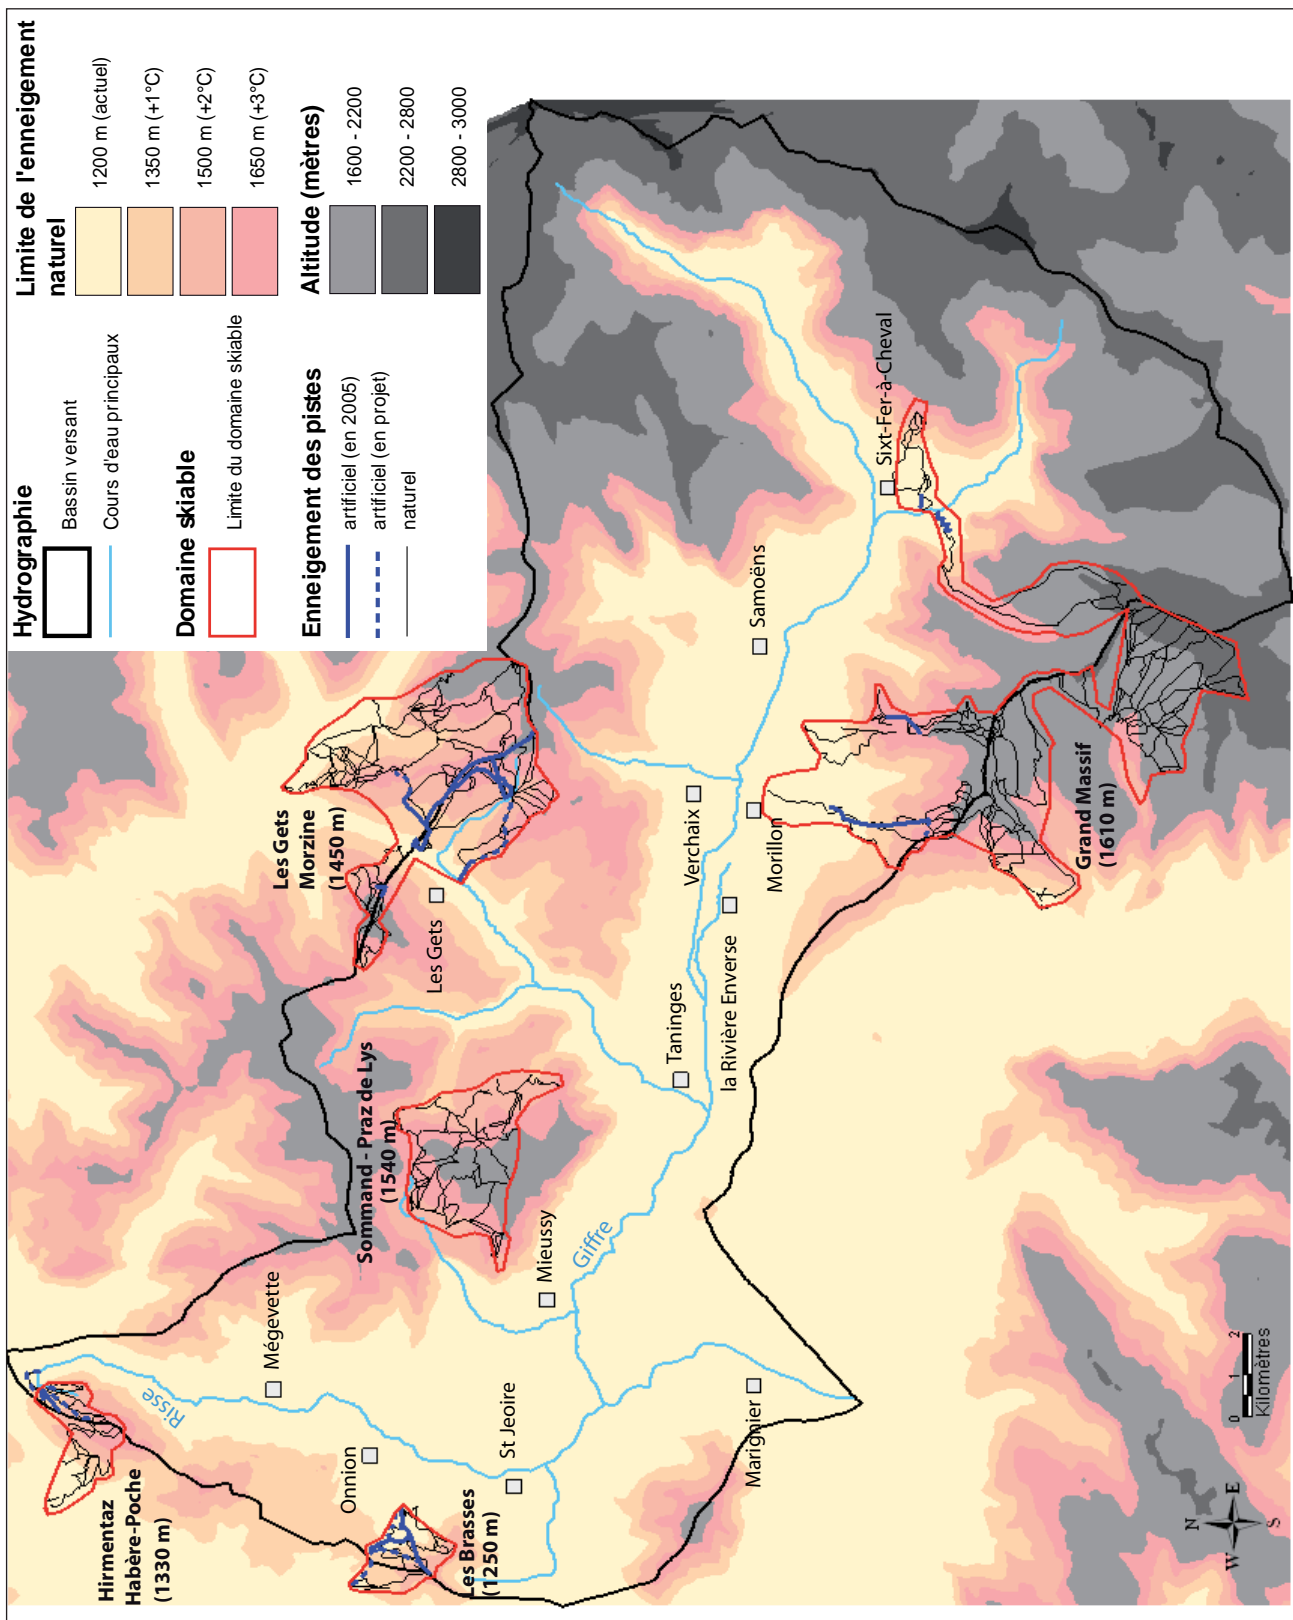 Hydrographie
Bassin versant
Cours d'eau principaux
Domaine skiable
Limite du domaine skiable
Enneigement des pistes
artificiel (en 2005)
artificiel (en projet)
naturel
Limite de l'enneigement
naturel
1200 m (actuel)
1350 m (+1°C)
1500 m (+2°C)
1650 m (+3°C)
Altitude (mètres)
1600 - 2200
2200 - 2800
2800 - 3000
Hirmentaz
Habère-Poche
(1330 m)
Risse
Mégevette
Onnion
Les Brasses
(1250 m)
St Jeoire
Sommand - Praz de Lys
(1540 m)
Mieussy
Giffre
Marignier
Les Gets
Morzine
(1450 m)
Les Gets
Taninges
la Rivière Enverse
Verchaix
Morillon
Samoëns
Sixt-Fer-à-Cheval
Grand Massif
(1610 m)
N
W
E
S
0
1
2
Kilomètres